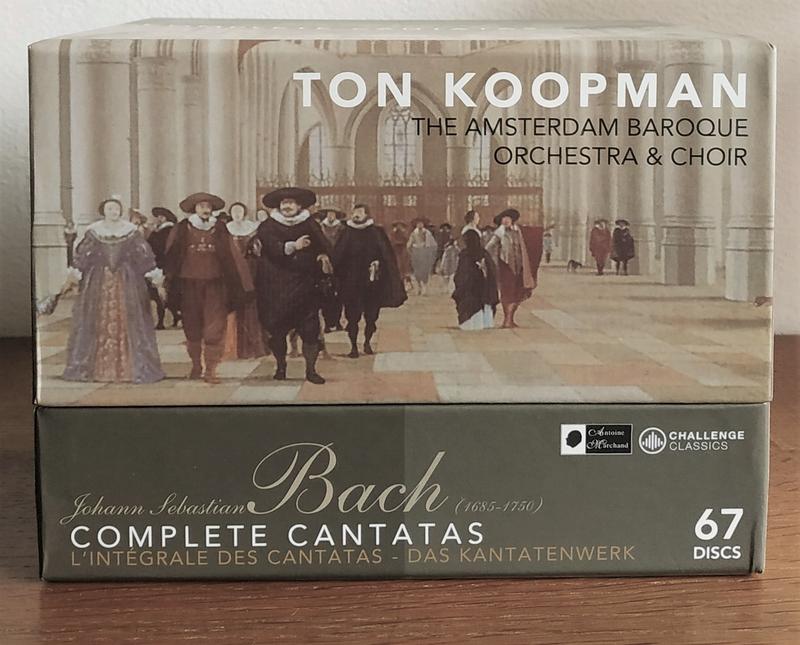 TON KOOPMAN
THE AMSTERDAM BAROQUE
ORCHESTRA & CHOIR
Antoine
Marchand
CHALLENGE
CLASSICS
Johann Sebastian Bach (1685-1750)
COMPLETE CANTATAS
L'INTÉGRALE DES CANTATAS - DAS KANTATENWERK
67
DISCS